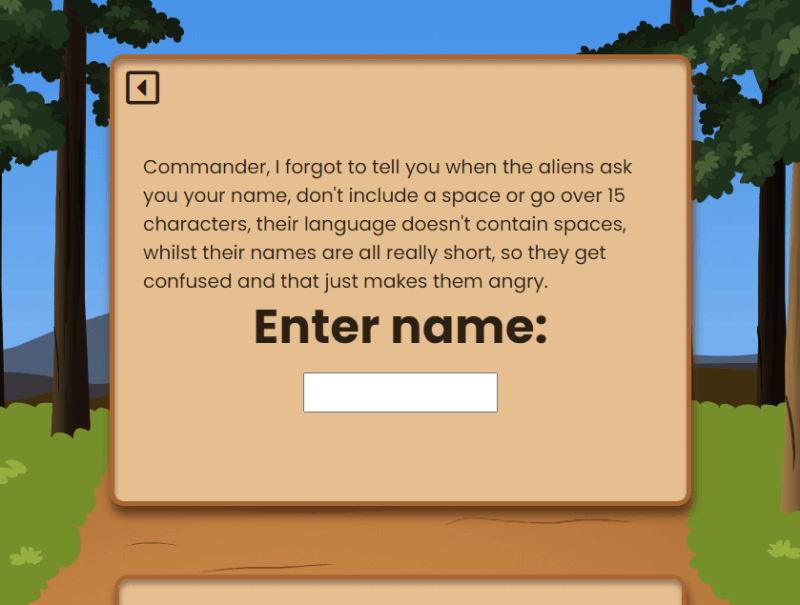 Commander, I forgot to tell you when the aliens ask
you your name, don't include a space or go over 15
characters, their language doesn't contain spaces,
whilst their names are all really short, so they get
confused and that just makes them angry.
Enter name: